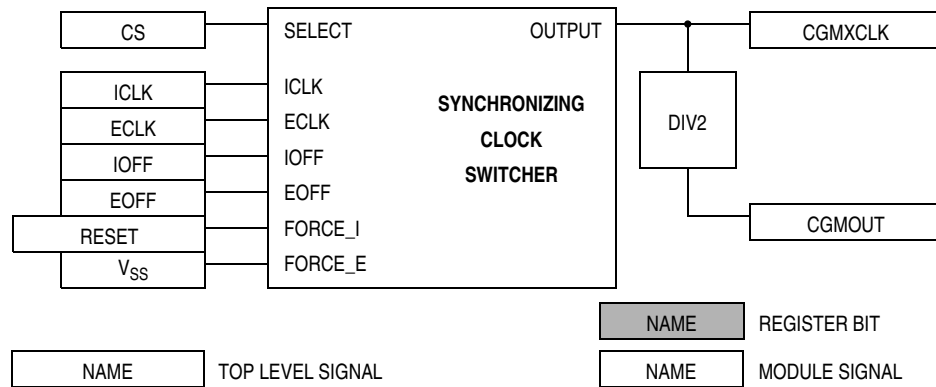 CS SELECT OUTPUT CGMXCLK
ICLK ICLK
ECLK ECLK
IOFF IOFF
EOFF EOFF
RESET FORCE_I
VSS FORCE_E
SYNCHRONIZING
CLOCK
SWITCHER
DIV2
CGMOUT
NAME REGISTER BIT
NAME TOP LEVEL SIGNAL
NAME MODULE SIGNAL